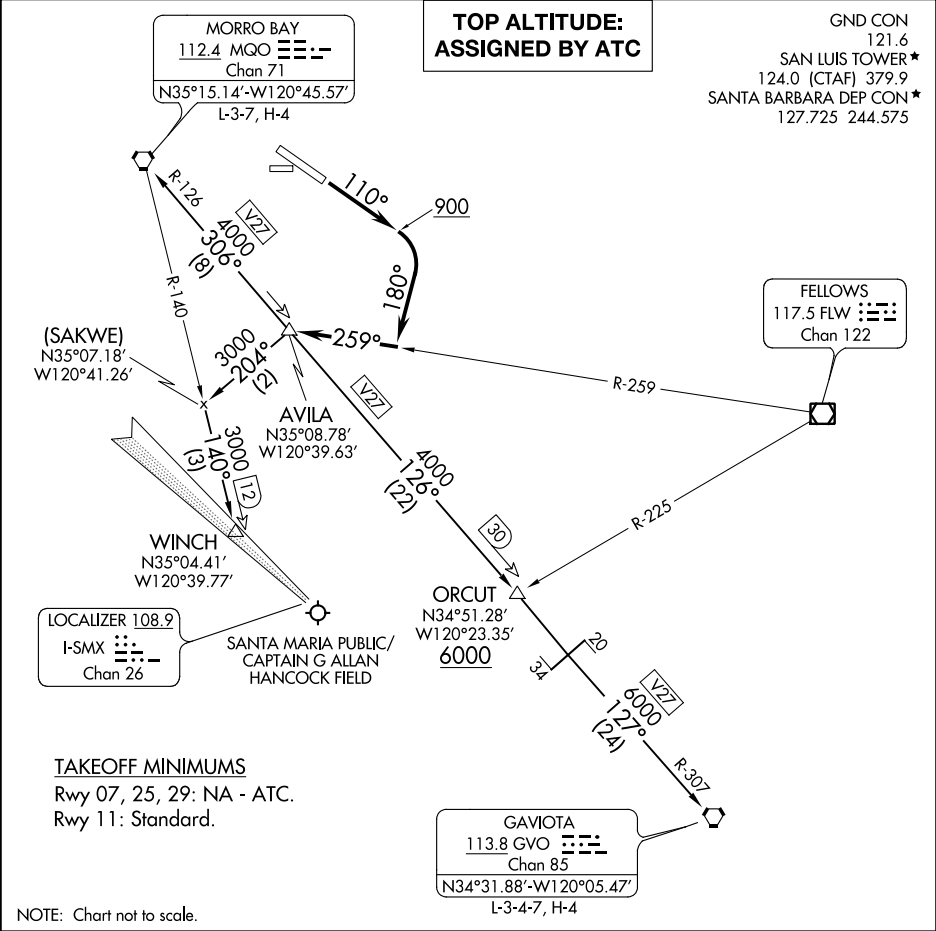 MORRO BAY
112.4 MQO
Chan 71
N35°15.14'-W120°45.57'
L-3-7, H-4
TOP ALTITUDE:
ASSIGNED BY ATC
GND CON
121.6
SAN LUIS TOWER★
124.0 (CTAF) 379.9
SANTA BARBARA DEP CON★
127.725 244.575
R-126
V27
4000
306°
(8)
110°
900
180°
R-140
259°
R-259
FELLOWS
117.5 FLW
Chan 122
(SAKWE)
N35°07.18'
W120°41.26'
3000
204°
(2)
AVILA
N35°08.78'
W120°39.63'
V27
4000
126°
(22)
3000
140°
(3)
12
WINCH
N35°04.41'
W120°39.77'
30
R-225
ORCUT
N34°51.28'
W120°23.35'
6000
LOCALIZER 108.9
I-SMX
Chan 26
SANTA MARIA PUBLIC/
CAPTAIN G ALLAN
HANCOCK FIELD
20
34
V27
6000
127°
(24)
R-307
TAKEOFF MINIMUMS
Rwy 07, 25, 29: NA - ATC.
Rwy 11: Standard.
GAVIOTA
113.8 GVO
Chan 85
N34°31.88'-W120°05.47'
L-3-4-7, H-4
NOTE: Chart not to scale.